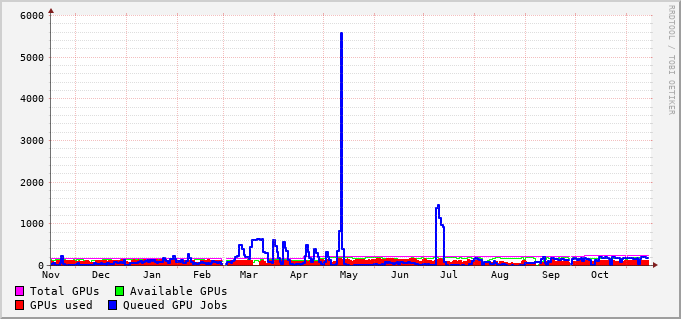 6000
5000
4000
3000
2000
1000
0
Nov Dec Jan Feb Mar Apr May Jun Jul Aug Sep Oct
Total GPUs Available GPUs
GPUs used Queued GPU Jobs
RRDTOOL / TOBI OETIKER